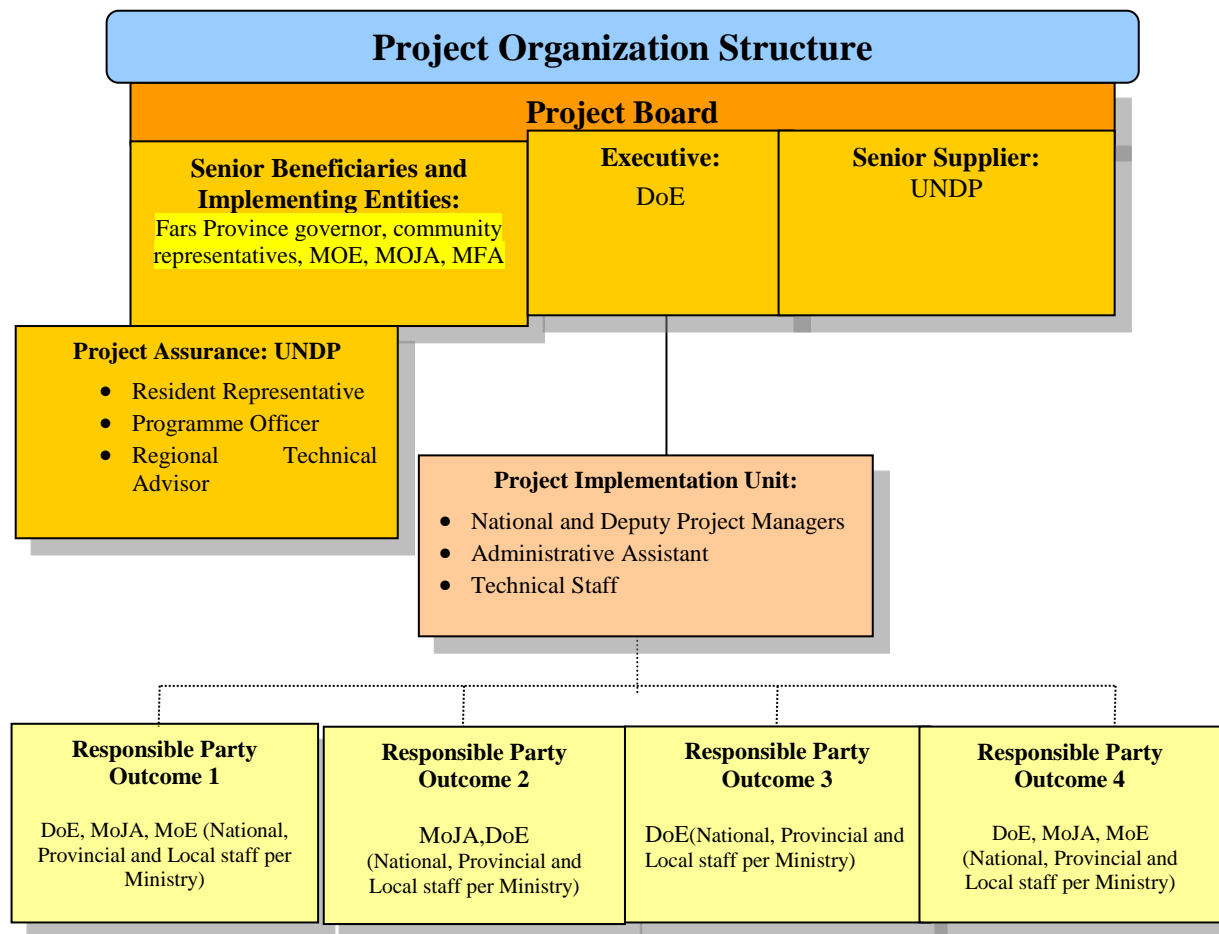 Project Organization Structure
Project Board
Senior Beneficiaries and
Implementing Entities:
Fars Province governor, community
representatives, MOE, MOJA, MFA
Executive:
DoE
Senior Supplier:
UNDP
Project Assurance: UNDP
• Resident Representative
• Programme Officer
• Regional Technical
Advisor
Project Implementation Unit:
• National and Deputy Project Managers
• Administrative Assistant
• Technical Staff
Responsible Party
Outcome 1
DoE, MoJA, MoE (National,
Provincial and Local staff per
Ministry)
Responsible Party
Outcome 2
MoJA,DoE
(National, Provincial and
Local staff per Ministry)
Responsible Party
Outcome 3
DoE(National, Provincial and
Local staff per Ministry)
Responsible Party
Outcome 4
DoE, MoJA, MoE
(National, Provincial and
Local staff per Ministry)